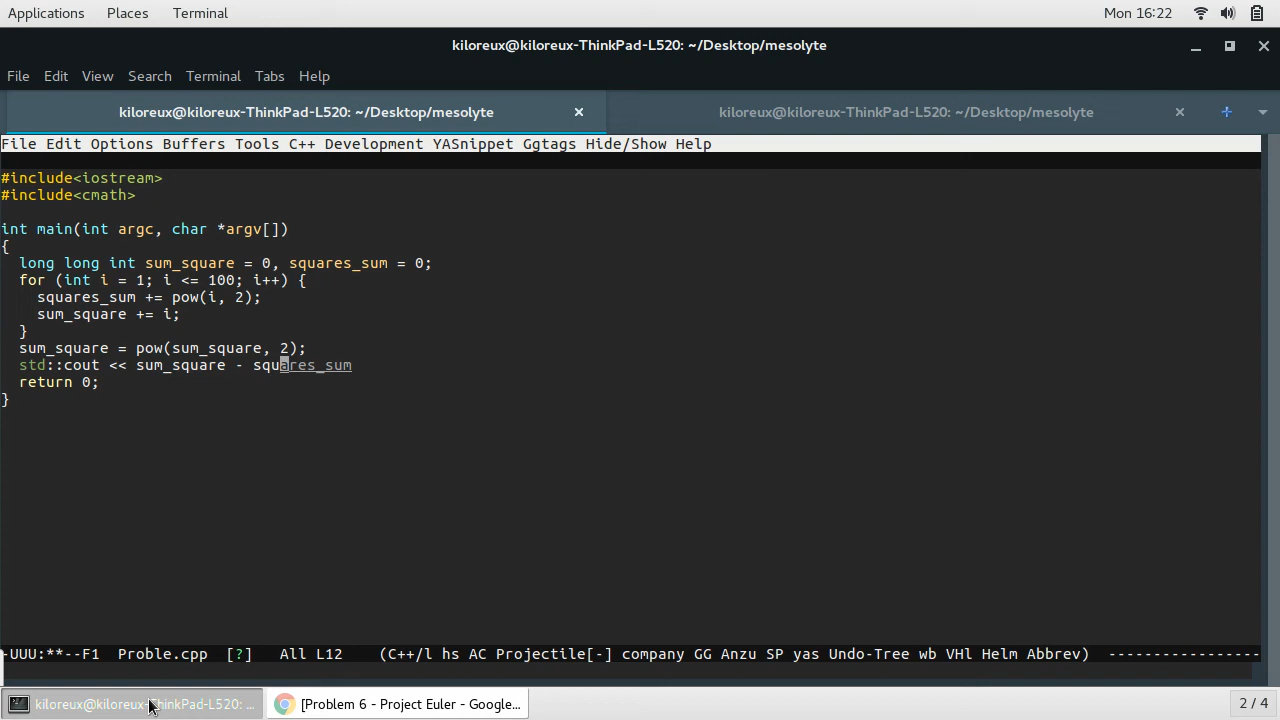 Applications Places Terminal Mon 16:22
kiloreux@kiloreux-ThinkPad-L520: ~/Desktop/mesolyte
File Edit View Search Terminal Tabs Help
kiloreux@kiloreux-ThinkPad-L520: ~/Desktop/mesolyte kiloreux@kiloreux-ThinkPad-L520: ~/Desktop/mesolyte
File Edit Options Buffers Tools C++ Development YASnippet Ggtags Hide/Show Help
#include<iostream>
#include<cmath>
int main(int argc, char *argv[])
{
  long long int sum_square = 0, squares_sum = 0;
  for (int i = 1; i <= 100; i++) {
    squares_sum += pow(i, 2);
    sum_square += i;
  }
  sum_square = pow(sum_square, 2);
  std::cout << sum_square - squares_sum
  return 0;
}
-UUU:**--F1  Proble.cpp  [?]   All L12    (C++/l hs AC Projectile[-] company GG Anzu SP yas Undo-Tree wb VHl Helm Abbrev)  -----------------
kiloreux@kiloreux-ThinkPad-L520: ... [Problem 6 - Project Euler - Google... 2 / 4